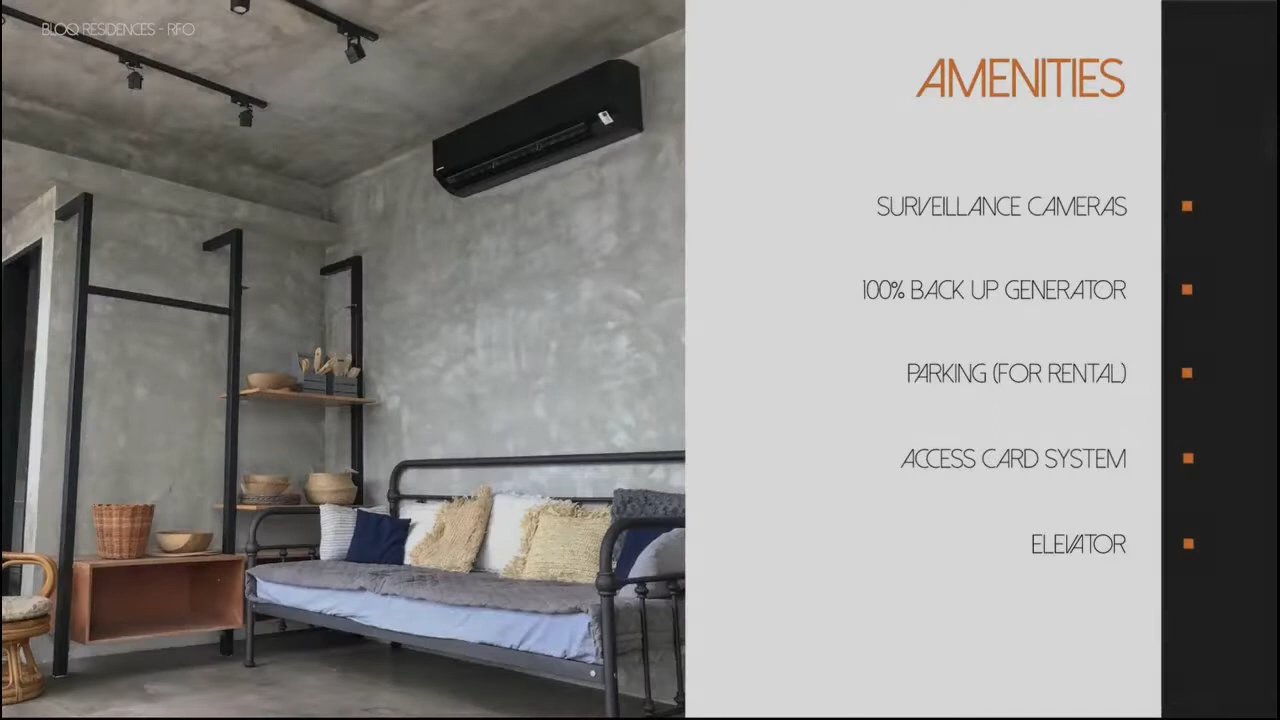 BLOQ RESIDENCES - RFO
AMENITIES
SURVEILLANCE CAMERAS
100% BACK UP GENERATOR
PARKING (FOR RENTAL)
ACCESS CARD SYSTEM
ELEVATOR